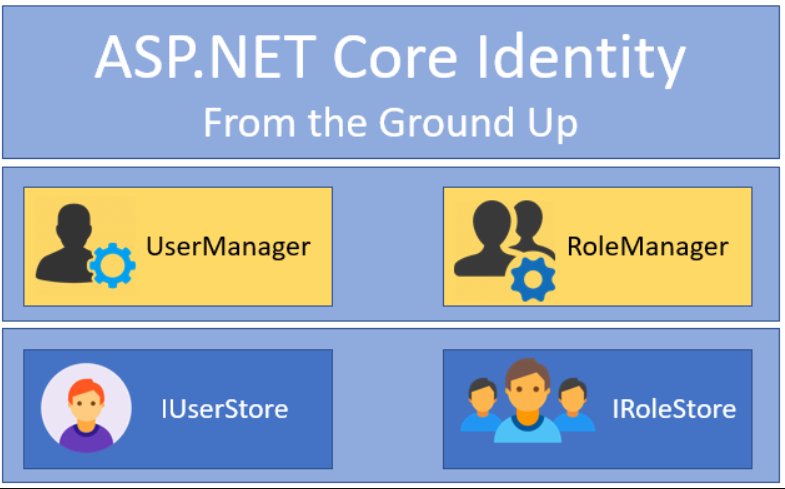 ASP.NET Core Identity
From the Ground Up
UserManager
RoleManager
IUserStore
IRoleStore